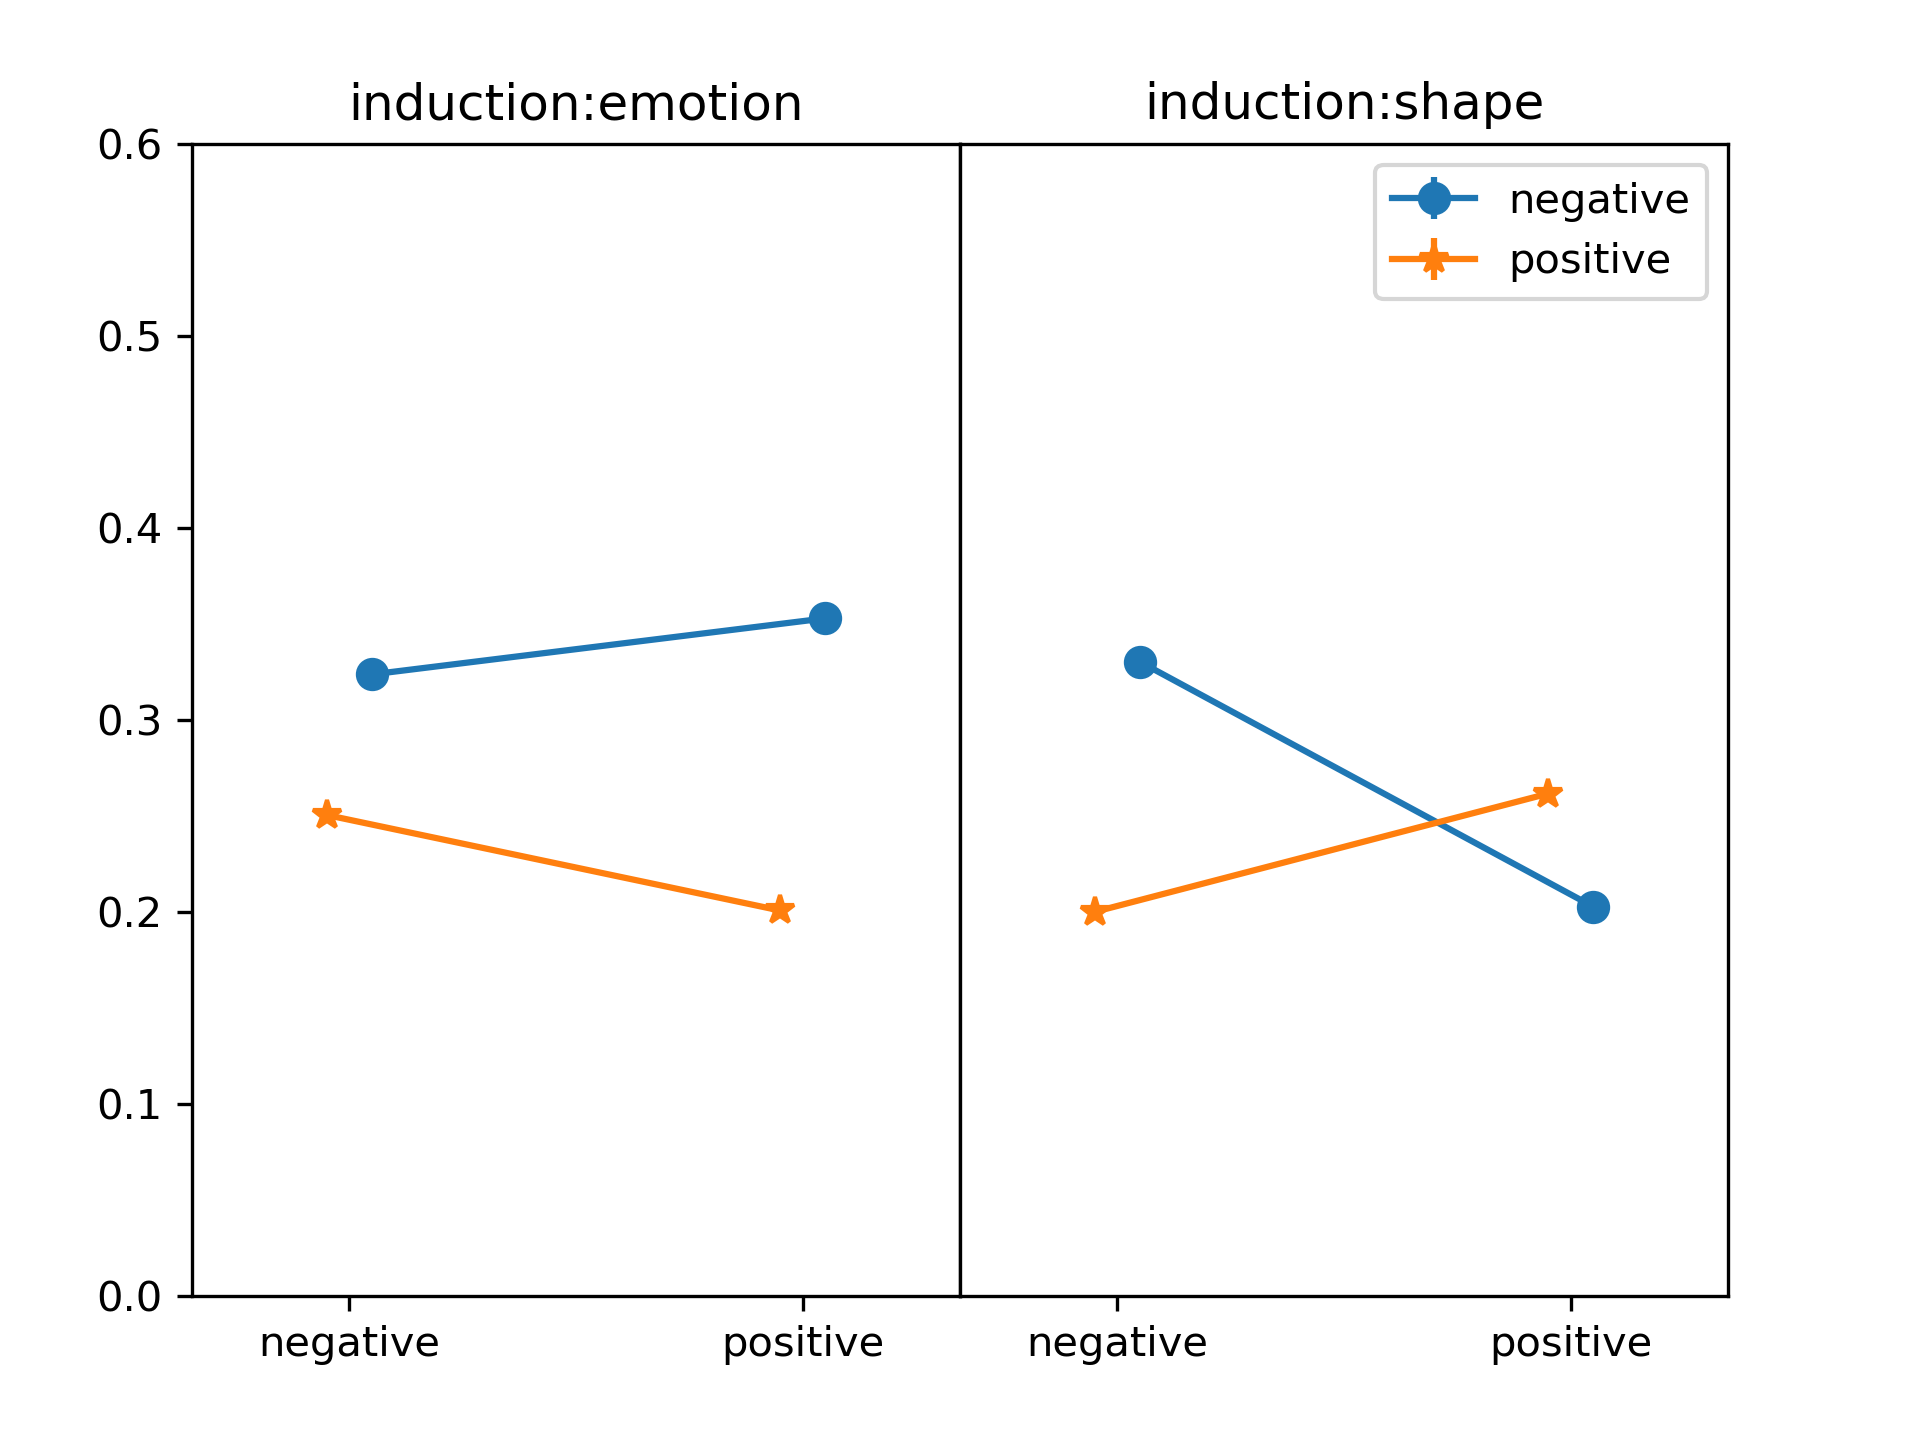 induction:emotion
induction:shape
negative
positive
0.6
0.5
0.4
0.3
0.2
0.1
0.0
negative positive negative positive